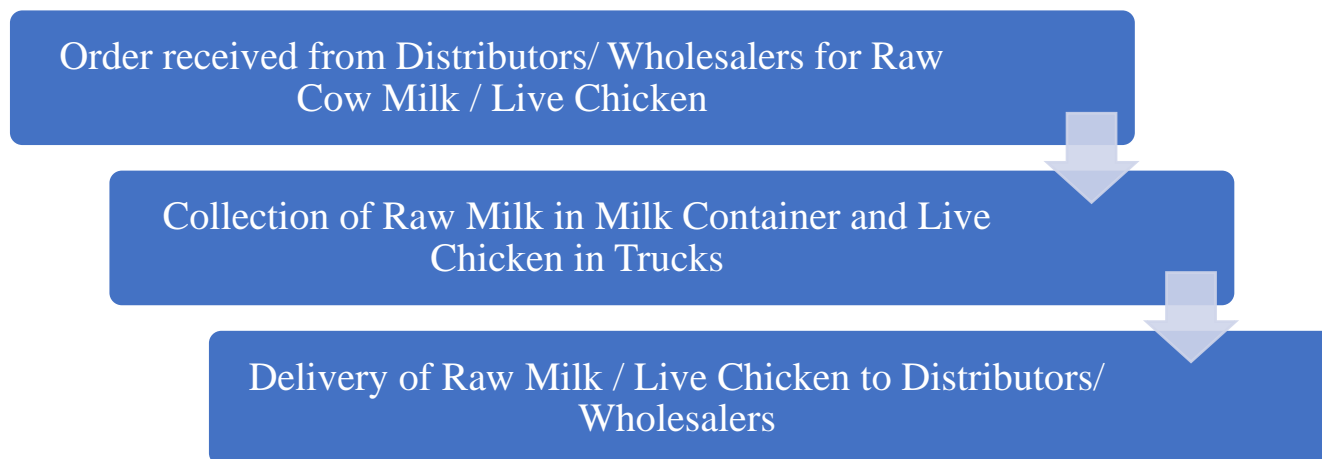 Order received from Distributors/ Wholesalers for Raw
Cow Milk / Live Chicken
Collection of Raw Milk in Milk Container and Live
Chicken in Trucks
Delivery of Raw Milk / Live Chicken to Distributors/
Wholesalers